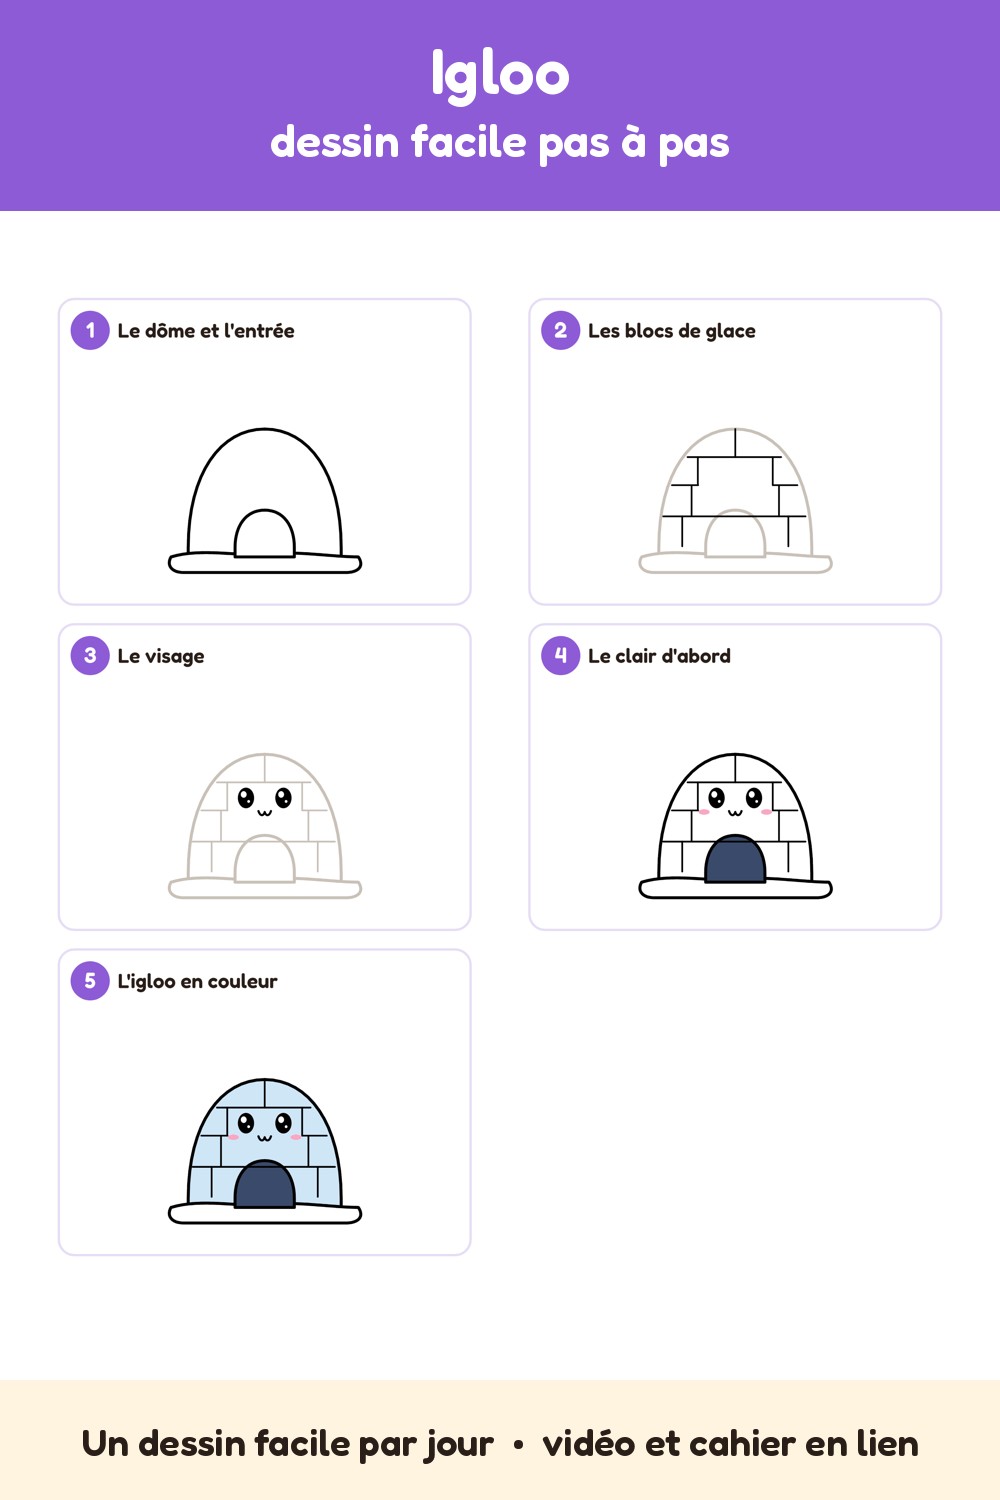 Igloo
dessin facile pas à pas
1 Le dôme et l'entrée
2 Les blocs de glace
3 Le visage
4 Le clair d'abord
5 L'igloo en couleur
Un dessin facile par jour • vidéo et cahier en lien